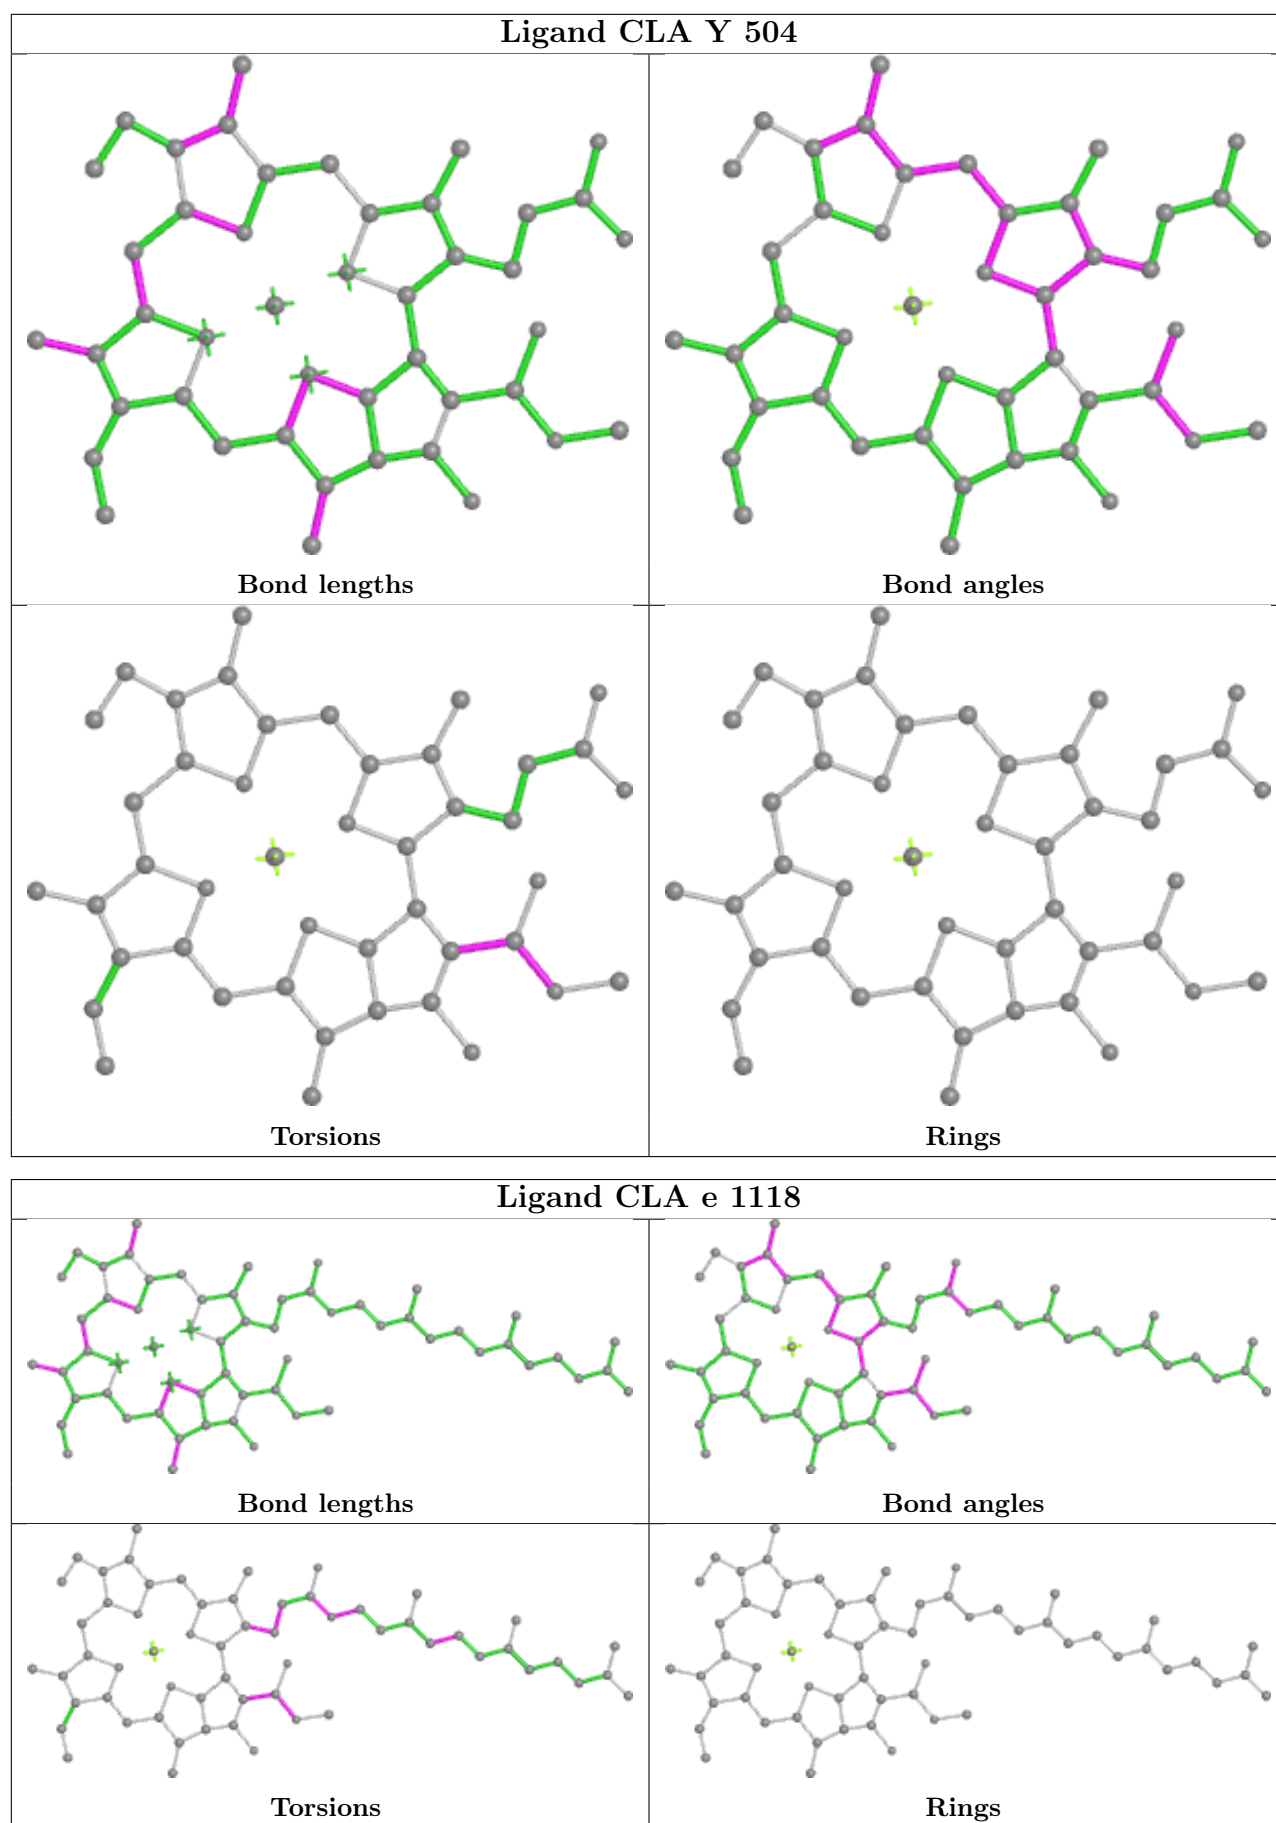 Ligand CLA Y 504
Bond lengths
Bond angles
Torsions
Rings
Ligand CLA e 1118
Bond lengths
Bond angles
Torsions
Rings